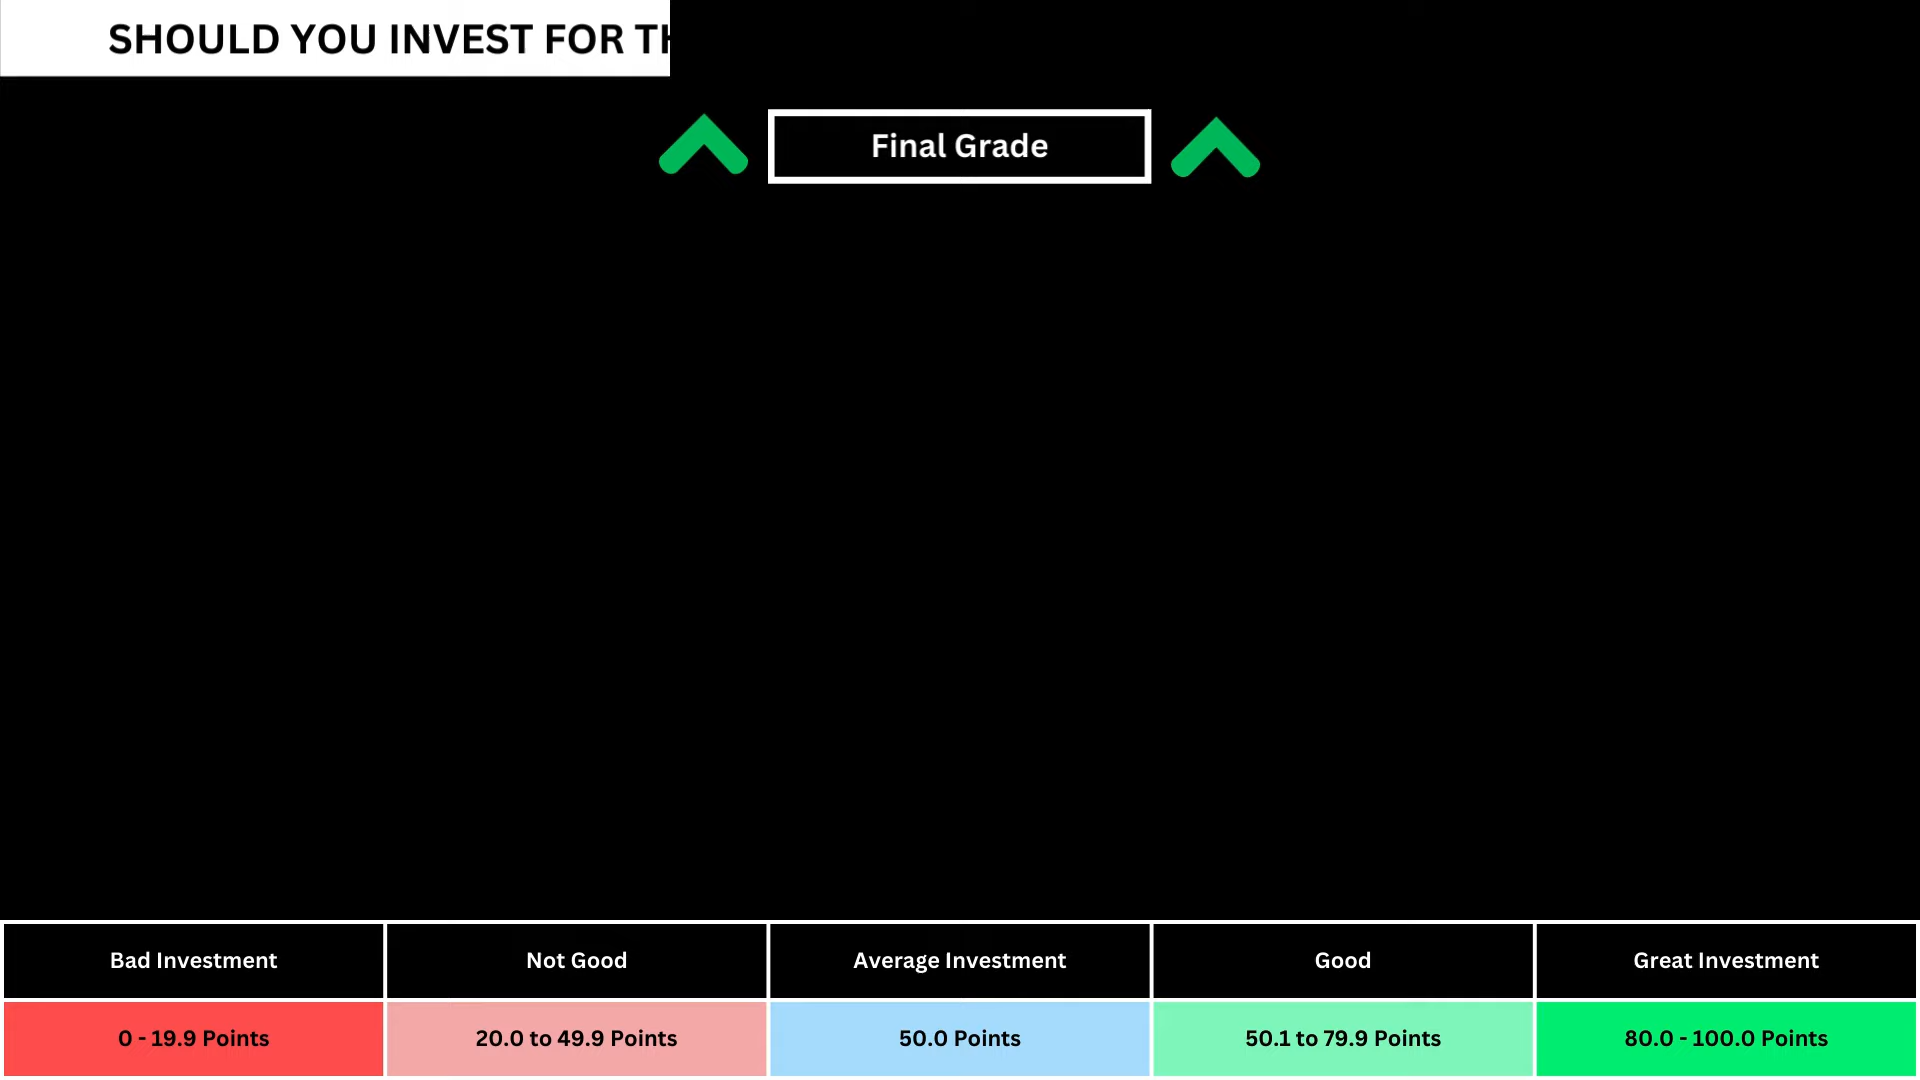 SHOULD YOU INVEST FOR
Final Grade
Bad Investment
Not Good
Average Investment
Good
Great Investment
0 - 19.9 Points
20.0 to 49.9 Points
50.0 Points
50.1 to 79.9 Points
80.0 - 100.0 Points